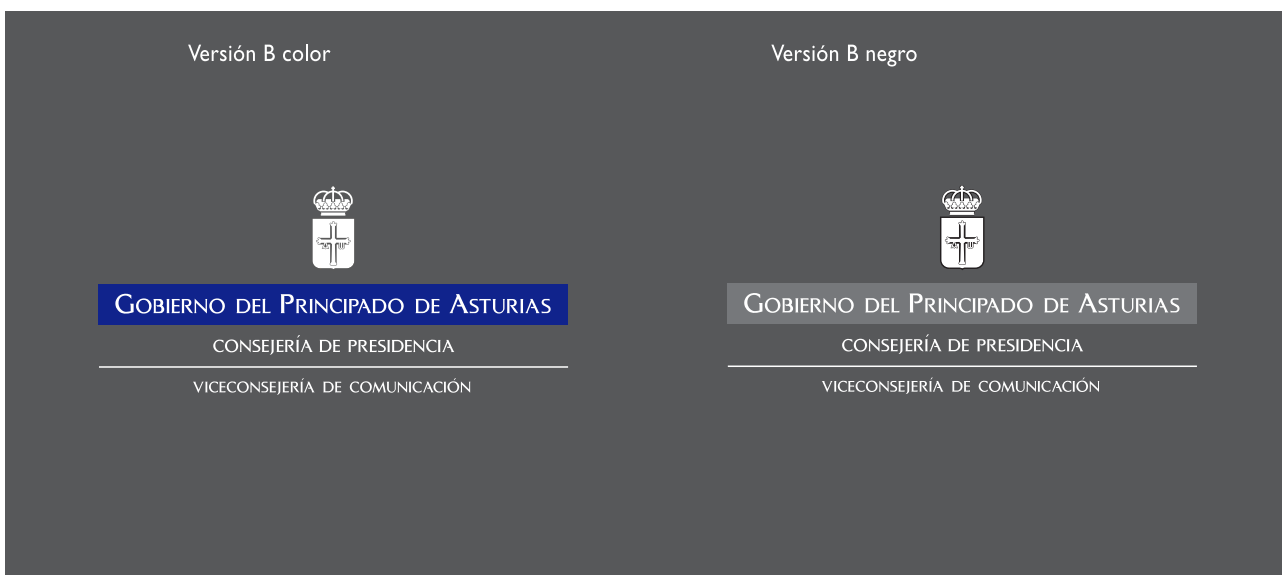 Versión B color
GOBIERNO DEL PRINCIPADO DE ASTURIAS
CONSEJERÍA DE PRESIDENCIA
VICECONSEJERÍA DE COMUNICACIÓN
Versión B negro
GOBIERNO DEL PRINCIPADO DE ASTURIAS
CONSEJERÍA DE PRESIDENCIA
VICECONSEJERÍA DE COMUNICACIÓN